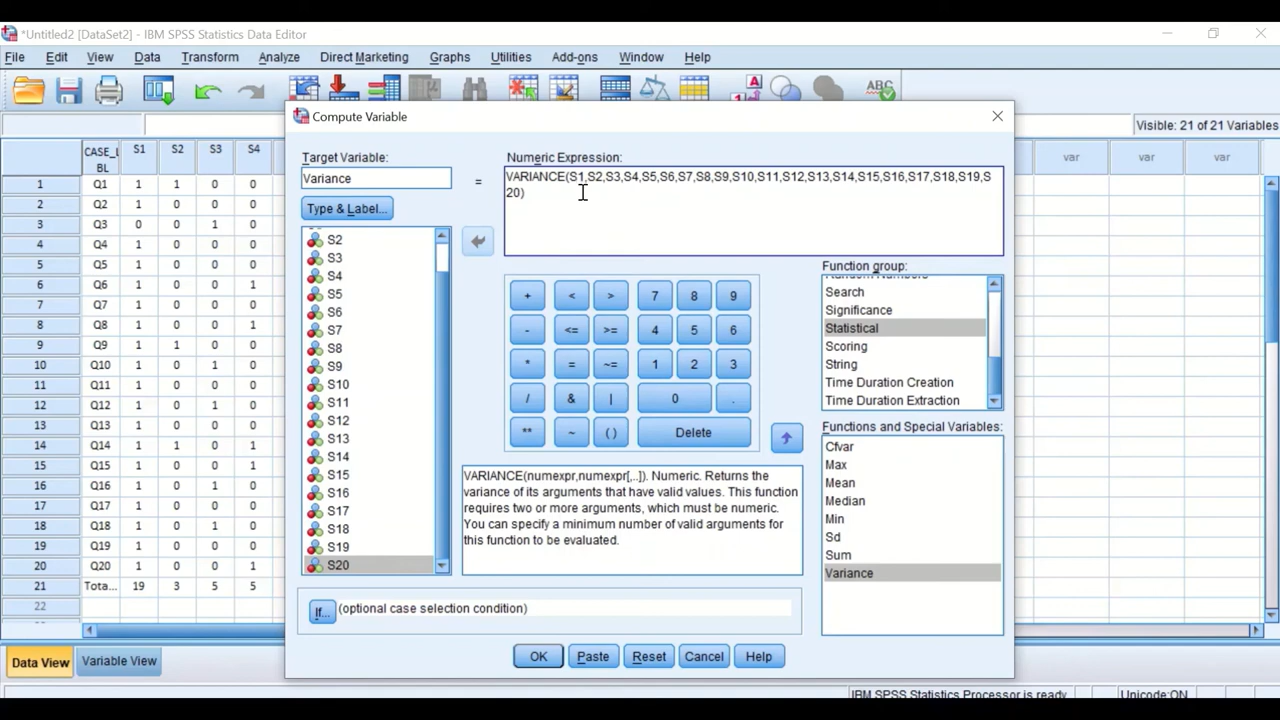 *Untitled2 [DataSet2] - IBM SPSS Statistics Data Editor
File Edit View Data Transform Analyze Direct Marketing Graphs Utilities Add-ons Window Help
ABC
A
Visible: 21 of 21 Variables
CASE_L BL S1 S2 S3 S4
1 Q1 1 1 0 0
2 Q2 1 0 0 0
3 Q3 0 0 1 0
4 Q4 1 0 0 0
5 Q5 1 0 0 0
6 Q6 1 0 0 1
7 Q7 1 0 0 0
8 Q8 1 0 0 1
9 Q9 1 1 0 0
10 Q10 1 0 1 0
11 Q11 1 0 0 0
12 Q12 1 0 1 0
13 Q13 1 0 0 0
14 Q14 1 1 0 1
15 Q15 1 0 0 1
16 Q16 1 0 1 0
17 Q17 1 0 0 0
18 Q18 1 0 1 0
19 Q19 1 0 0 0
20 Q20 1 0 0 1
21 Tota... 19 3 5 5
22
var var var
Data View Variable View
IBM SPSS Statistics Processor is ready Unicode:ON
Compute Variable
Target Variable:
Variance
=
Type & Label...
S2
S3
S4
S5
S6
S7
S8
S9
S10
S11
S12
S13
S14
S15
S16
S17
S18
S19
S20
Numeric Expression:
VARIANCE(S1,S2,S3,S4,S5,S6,S7,S8,S9,S10,S11,S12,S13,S14,S15,S16,S17,S18,S19,S
20)
+ < > 7 8 9
- <= >= 4 5 6
* = ~= 1 2 3
/ & | 0 .
** ~ ( ) Delete
VARIANCE(numexpr,numexpr[,..]). Numeric. Returns the
variance of its arguments that have valid values. This function
requires two or more arguments, which must be numeric.
You can specify a minimum number of valid arguments for
this function to be evaluated.
Function group:
Random Numbers
Search
Significance
Statistical
Scoring
String
Time Duration Creation
Time Duration Extraction
Functions and Special Variables:
Cfvar
Max
Mean
Median
Min
Sd
Sum
Variance
If... (optional case selection condition)
OK Paste Reset Cancel Help